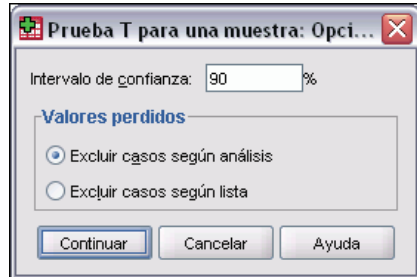 Prueba T para una muestra: Opci...
Intervalo de confianza: 90 %
Valores perdidos
Excluir casos según análisis
Excluir casos según lista
Continuar Cancelar Ayuda